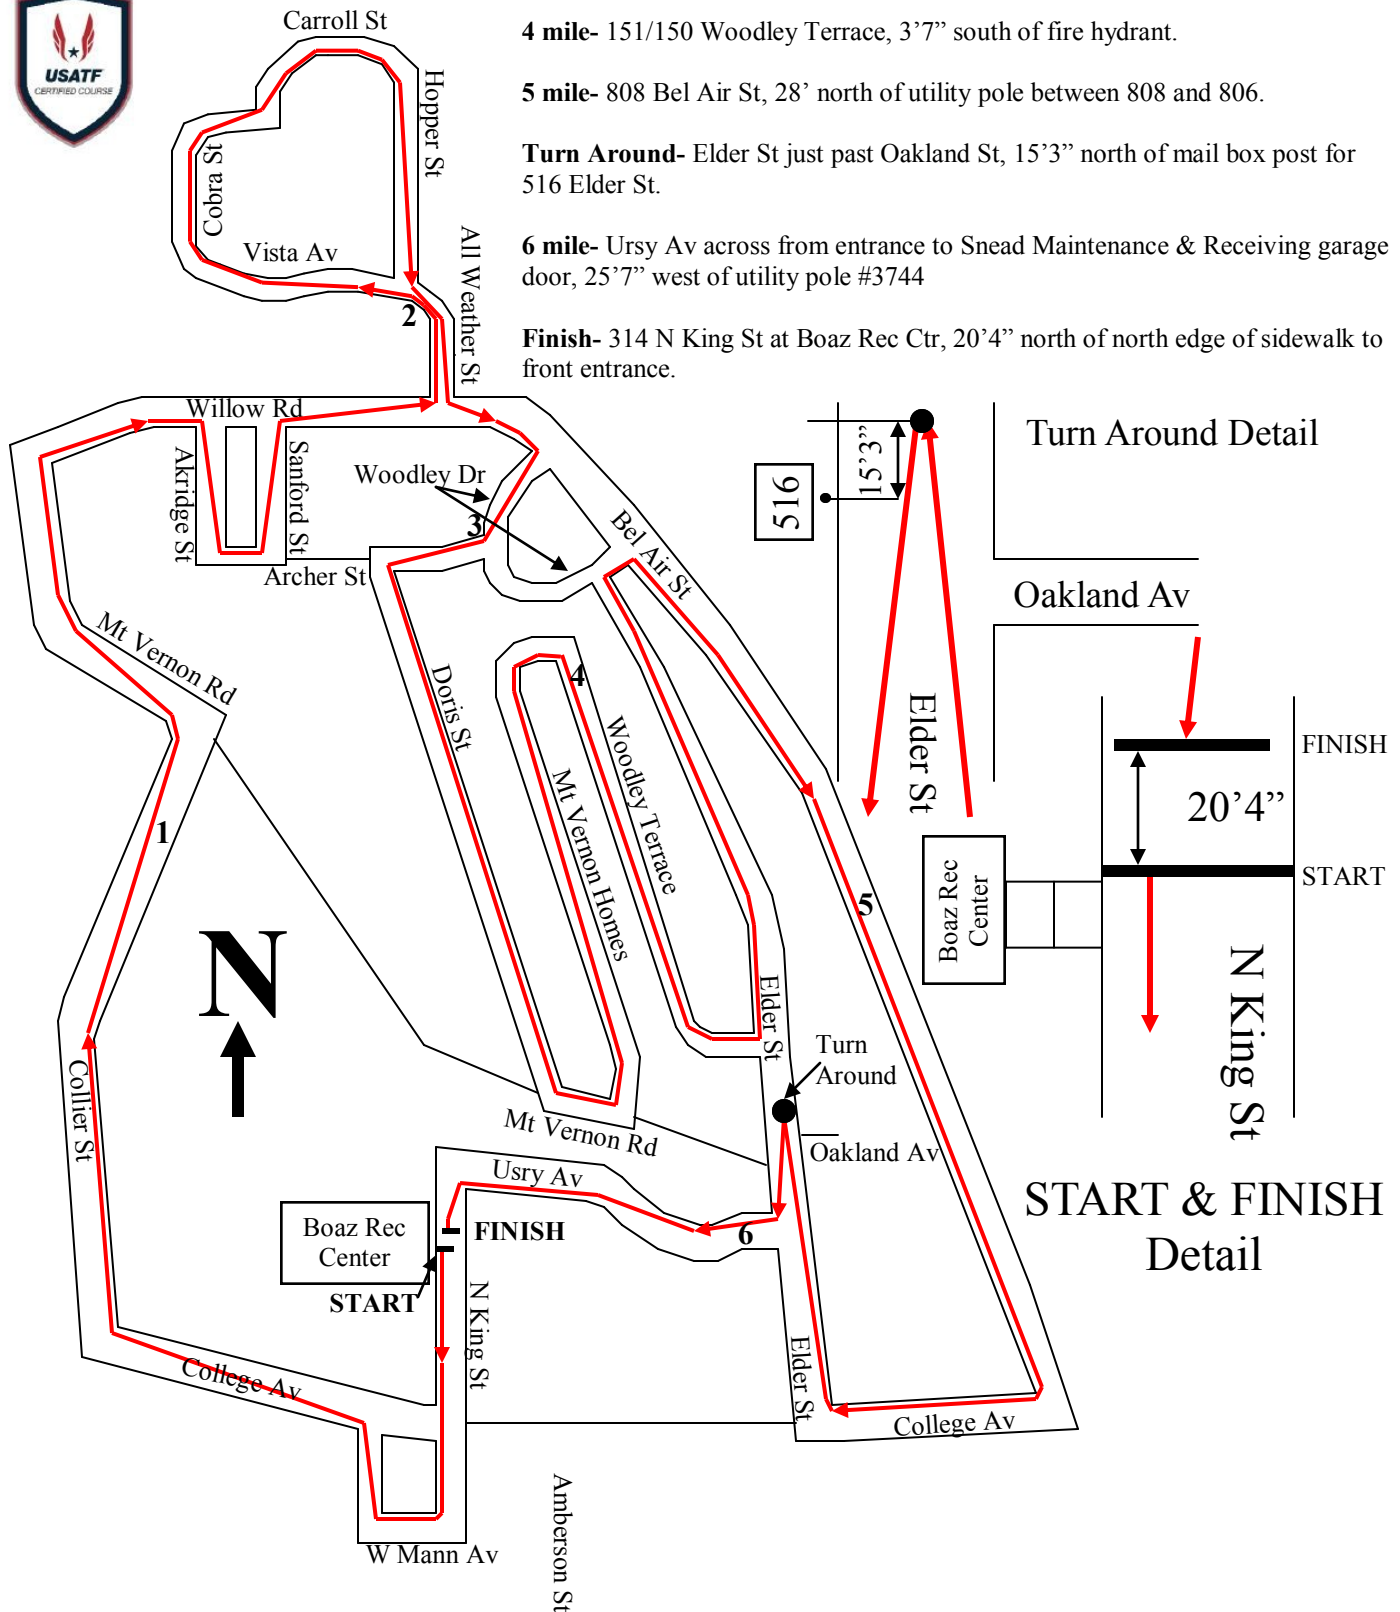 USATF
CERTIFIED COURSE
4 mile- 151/150 Woodley Terrace, 3’7” south of fire hydrant.
5 mile- 808 Bel Air St, 28’ north of utility pole between 808 and 806.
Turn Around- Elder St just past Oakland St, 15’3” north of mail box post for
516 Elder St.
6 mile- Ursy Av across from entrance to Snead Maintenance & Receiving garage
door, 25’7” west of utility pole #3744
Finish- 314 N King St at Boaz Rec Ctr, 20’4” north of north edge of sidewalk to
front entrance.
Carroll St
Hopper St
Cobra St
Vista Av
All Weather St
2
Willow Rd
Akridge St
Sanford St
Archer St
Woodley Dr
3
Bel Air St
Mt Vernon Rd
1
Doris St
4
Woodley Terrace
Mt Vernon Homes
5
Elder St
Turn
Around
Oakland Av
Mt Vernon Rd
Usry Av
6
N
Collier St
Boaz Rec
Center
FINISH
START
N King St
College Av
W Mann Av
Amberson St
Elder St
College Av
Turn Around Detail
15’3”
516
Oakland Av
Elder St
FINISH
20’4”
START
Boaz Rec
Center
N King St
START & FINISH
Detail